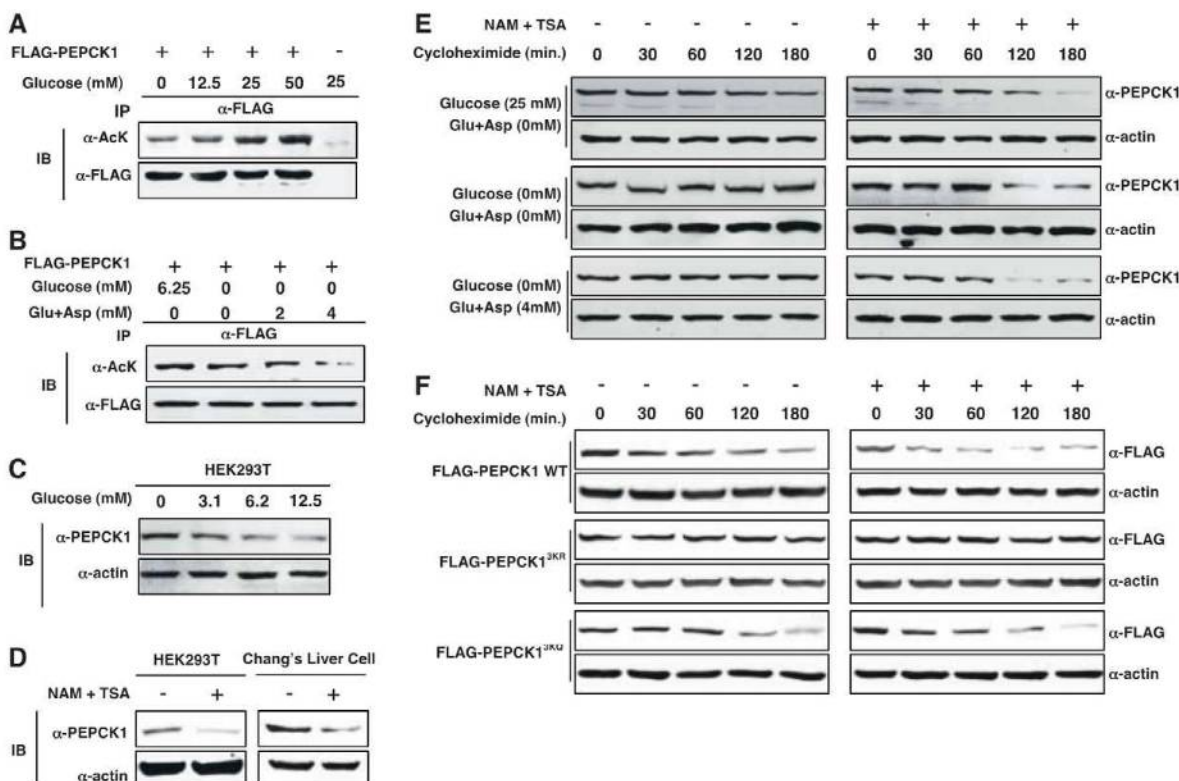 A
FLAG-PEPCK1 + + + + -
Glucose (mM) 0 12.5 25 50 25
IP α-FLAG
IB
α-AcK
α-FLAG
B
FLAG-PEPCK1 + + + +
Glucose (mM) 6.25 0 0 0
Glu+Asp (mM) 0 0 2 4
IP α-FLAG
IB
α-AcK
α-FLAG
C
HEK293T
Glucose (mM) 0 3.1 6.2 12.5
IB
α-PEPCK1
α-actin
D
HEK293T Chang's Liver Cell
NAM + TSA - + - +
IB
α-PEPCK1
α-actin
E
NAM + TSA - - - - - + + + + +
Cycloheximide (min.) 0 30 60 120 180 0 30 60 120 180
Glucose (25 mM) α-PEPCK1
Glu+Asp (0mM) α-actin
Glucose (0mM) α-PEPCK1
Glu+Asp (0mM) α-actin
Glucose (0mM) α-PEPCK1
Glu+Asp (4mM) α-actin
F
NAM + TSA - - - - - + + + + +
Cycloheximide (min.) 0 30 60 120 180 0 30 60 120 180
FLAG-PEPCK1 WT α-FLAG
α-actin
FLAG-PEPCK1³ᴷᴿ α-FLAG
α-actin
FLAG-PEPCK1³ᴷQ α-FLAG
α-actin